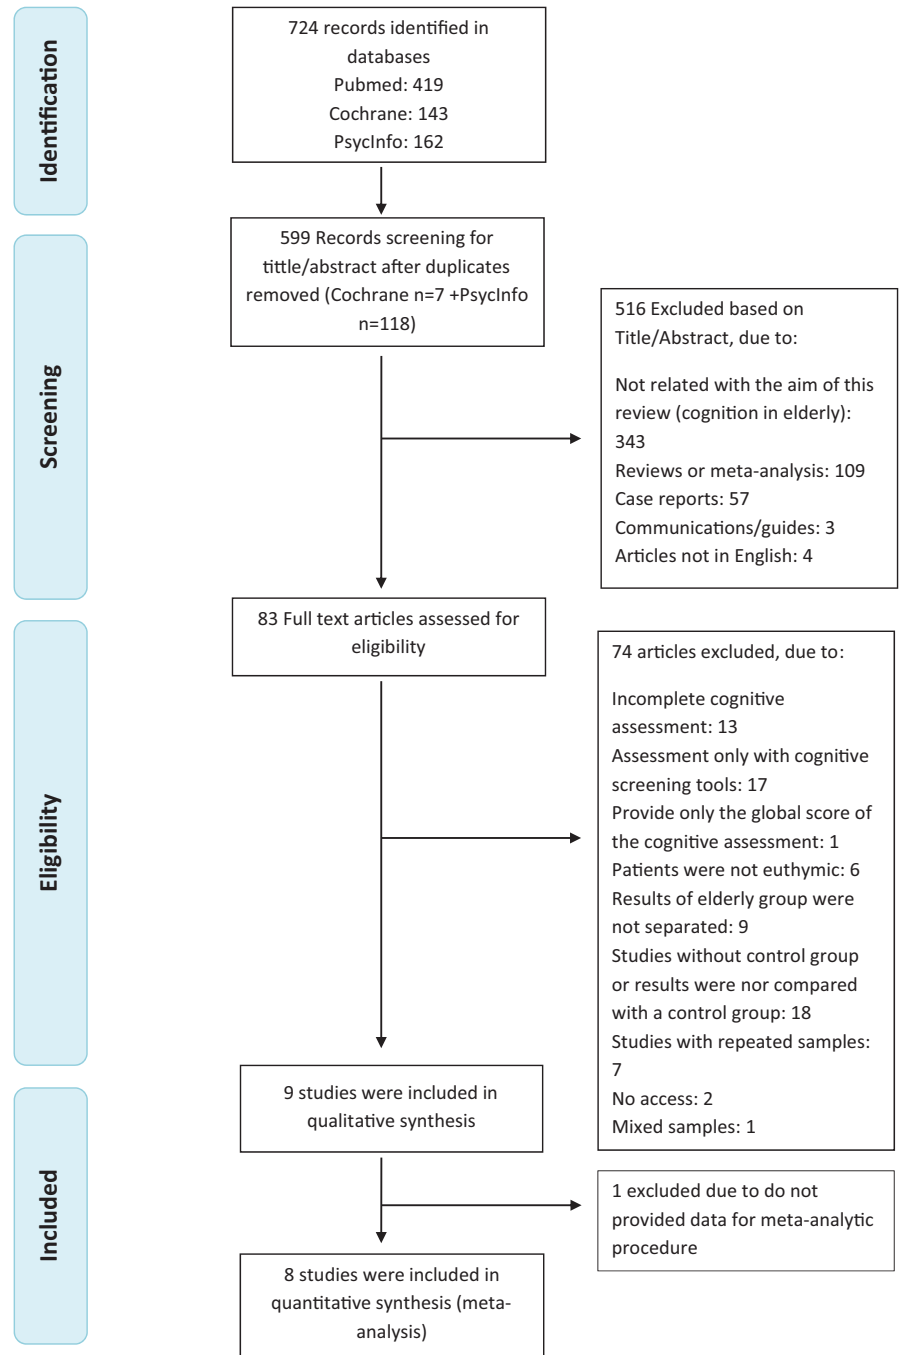 Identification
724 records identified in
databases
Pubmed: 419
Cochrane: 143
PsycInfo: 162
Screening
599 Records screening for
tittle/abstract after duplicates
removed (Cochrane n=7 +PsycInfo
n=118)
516 Excluded based on
Title/Abstract, due to:
Not related with the aim of this
review (cognition in elderly):
343
Reviews or meta-analysis: 109
Case reports: 57
Communications/guides: 3
Articles not in English: 4
Eligibility
83 Full text articles assessed for
eligibility
74 articles excluded, due to:
Incomplete cognitive
assessment: 13
Assessment only with cognitive
screening tools: 17
Provide only the global score of
the cognitive assessment: 1
Patients were not euthymic: 6
Results of elderly group were
not separated: 9
Studies without control group
or results were nor compared
with a control group: 18
Studies with repeated samples:
7
No access: 2
Mixed samples: 1
Included
9 studies were included in
qualitative synthesis
1 excluded due to do not
provided data for meta-analytic
procedure
8 studies were included in
quantitative synthesis (meta-
analysis)